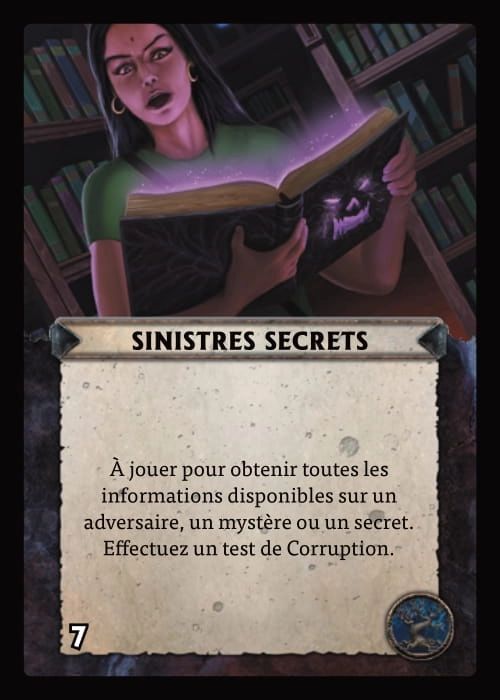 SINISTRES SECRETS
À jouer pour obtenir toutes les
informations disponibles sur un
adversaire, un mystère ou un secret.
Effectuez un test de Corruption.
7